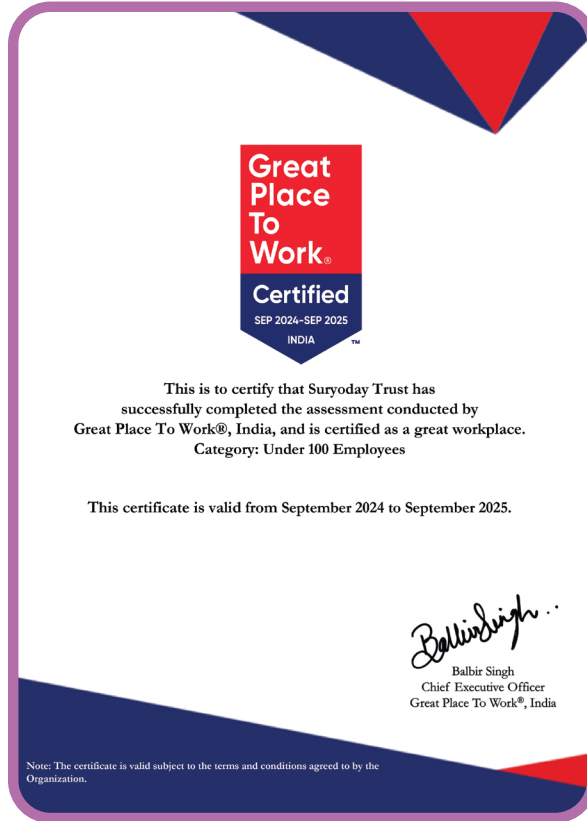 Great
Place
To
Work®
Certified
SEP 2024-SEP 2025
INDIA
™
This is to certify that Suryoday Trust has
successfully completed the assessment conducted by
Great Place To Work®, India, and is certified as a great workplace.
Category: Under 100 Employees
This certificate is valid from September 2024 to September 2025.
Balbir Singh
Balbir Singh
Chief Executive Officer
Great Place To Work®, India
Note: The certificate is valid subject to the terms and conditions agreed to by the
Organization.